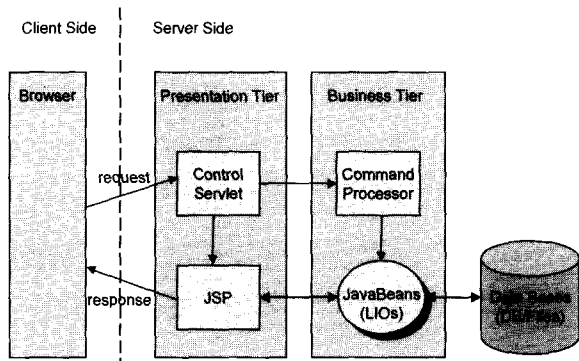 Client Side
Server Side
Browser
Presentation Tier
Business Tier
request
Control
Servlet
Command
Processor
response
JSP
JavaBeans
(LIOs)